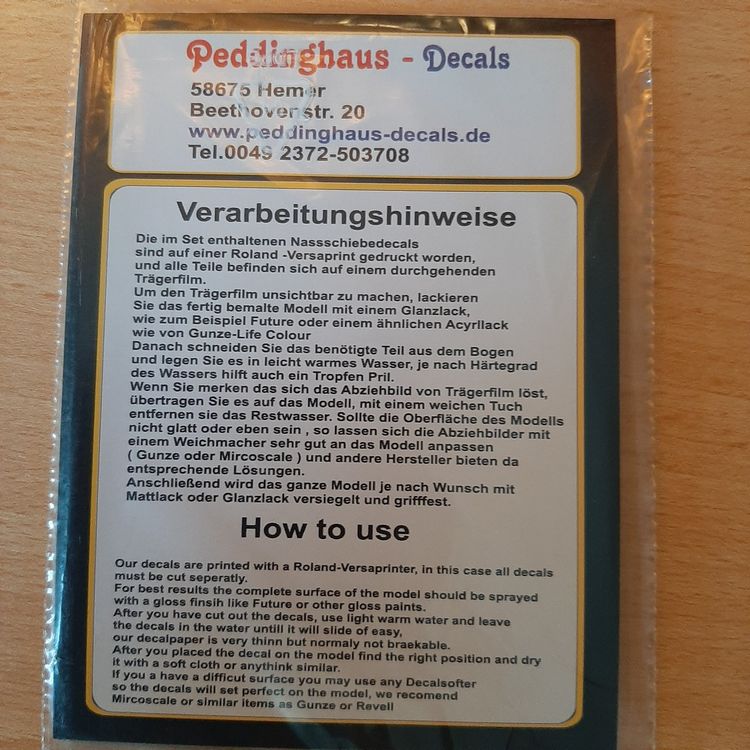 Peddinghaus - Decals
58675 Hemer
Beethovenstr. 20
www.peddinghaus-decals.de
Tel.0049 2372-503708
Verarbeitungshinweise
Die im Set enthaltenen Nassschiebedecals
sind auf einer Roland -Versaprint gedruckt worden,
und alle Teile befinden sich auf einem durchgehenden
Trägerfilm.
Um den Trägerfilm unsichtbar zu machen, lackieren
Sie das fertig bemalte Modell mit einem Glanzlack,
wie zum Beispiel Future oder einem ähnlichen Acyrllack
wie von Gunze-Life Colour
Danach schneiden Sie das benötigte Teil aus dem Bogen
und legen Sie es in leicht warmes Wasser, je nach Härtegrad
des Wassers hilft auch ein Tropfen Pril.
Wenn Sie merken das sich das Abziehbild von Trägerfilm löst,
übertragen Sie es auf das Modell, mit einem weichen Tuch
entfernen sie das Restwasser. Sollte die Oberfläche des Modells
nicht glatt oder eben sein , so lassen sich die Abziehbilder mit
einem Weichmacher sehr gut an das Modell anpassen
( Gunze oder Mircoscale ) und andere Hersteller bieten da
entsprechende Lösungen.
Anschließend wird das ganze Modell je nach Wunsch mit
Mattlack oder Glanzlack versiegelt und grifffest.
How to use
Our decals are printed with a Roland-Versaprinter, in this case all decals
must be cut seperatly.
For best results the complete surface of the model should be sprayed
with a gloss finsih like Future or other gloss paints.
After you have cut out the decals, use light warm water and leave
the decals in the water untill it will slide of easy,
our decalpaper is very thinn but normaly not braekable.
After you placed the decal on the model find the right position and dry
it with a soft cloth or anythink similar.
If you a have a difficut surface you may use any Decalsofter
so the decals will set perfect on the model, we recomend
Mircoscale or similar items as Gunze or Revell